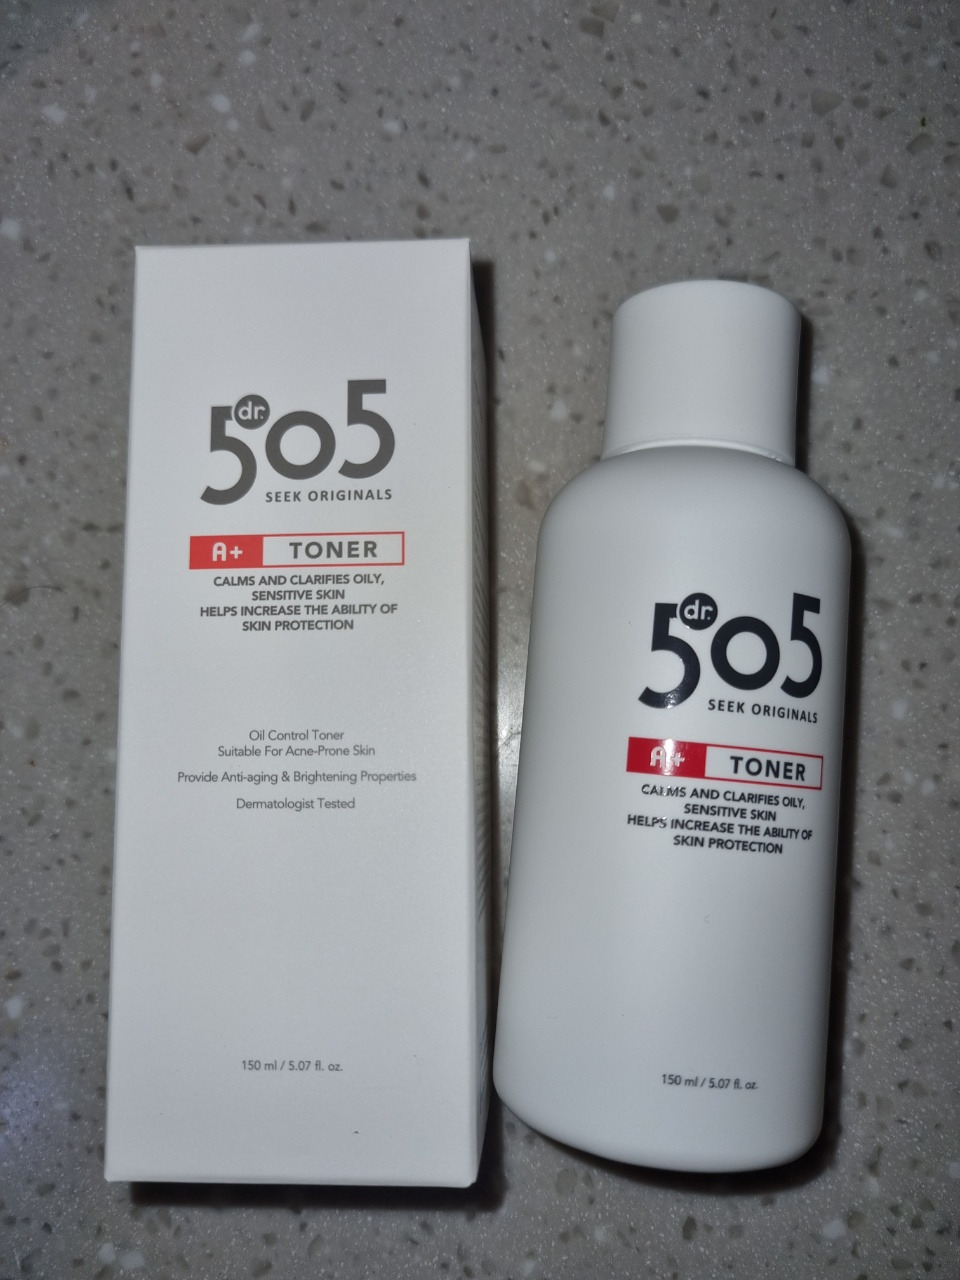 dr.
505
SEEK ORIGINALS
A+ TONER
CALMS AND CLARIFIES OILY,
SENSITIVE SKIN
HELPS INCREASE THE ABILITY OF
SKIN PROTECTION
Oil Control Toner
Suitable For Acne-Prone Skin
Provide Anti-aging & Brightening Properties
Dermatologist Tested
150 ml / 5.07 fl. oz.
dr.
505
SEEK ORIGINALS
A+ TONER
CALMS AND CLARIFIES OILY,
SENSITIVE SKIN
HELPS INCREASE THE ABILITY OF
SKIN PROTECTION
150 ml / 5.07 fl. oz.